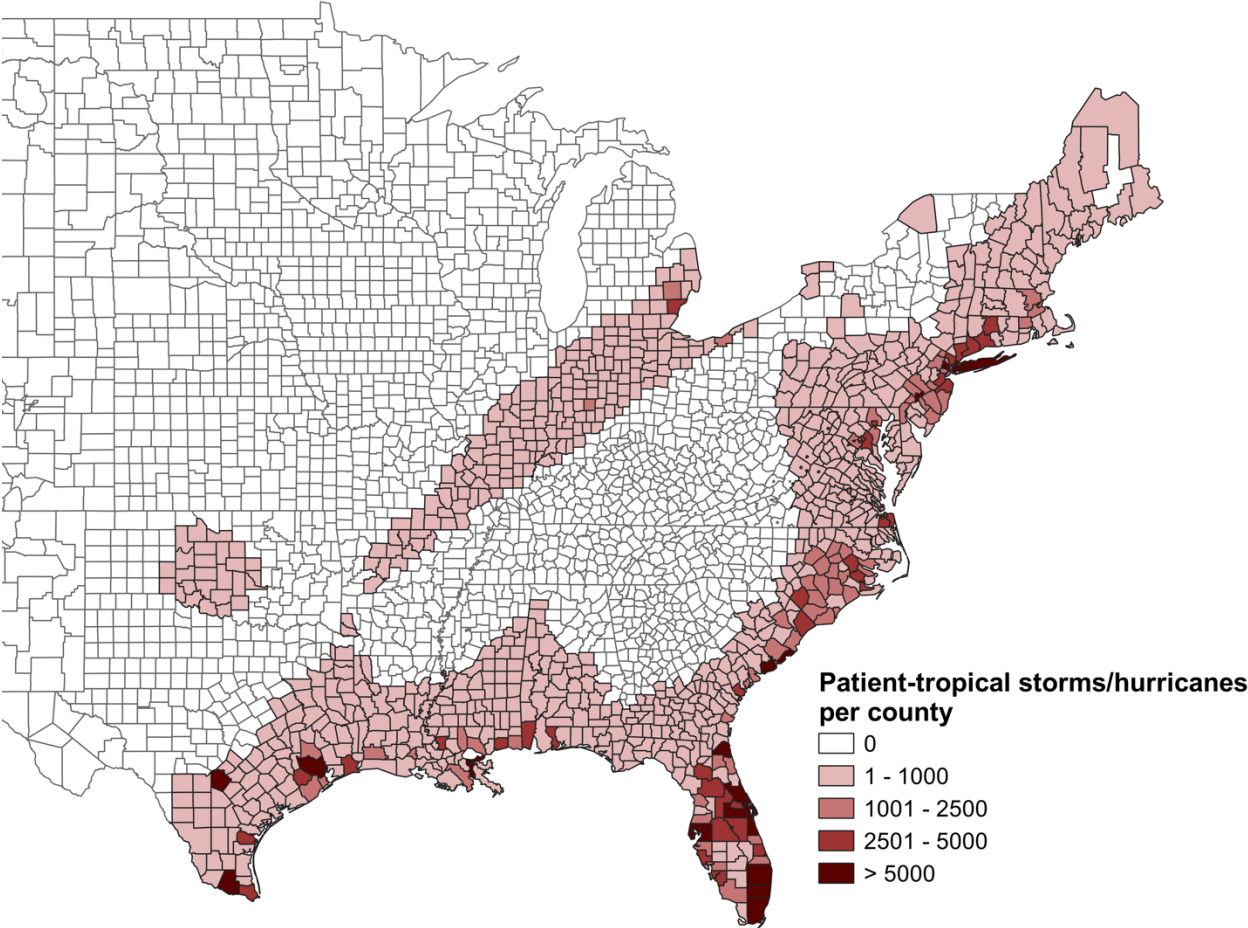 Patient-tropical storms/hurricanes
per county
0
1 - 1000
1001 - 2500
2501 - 5000
> 5000